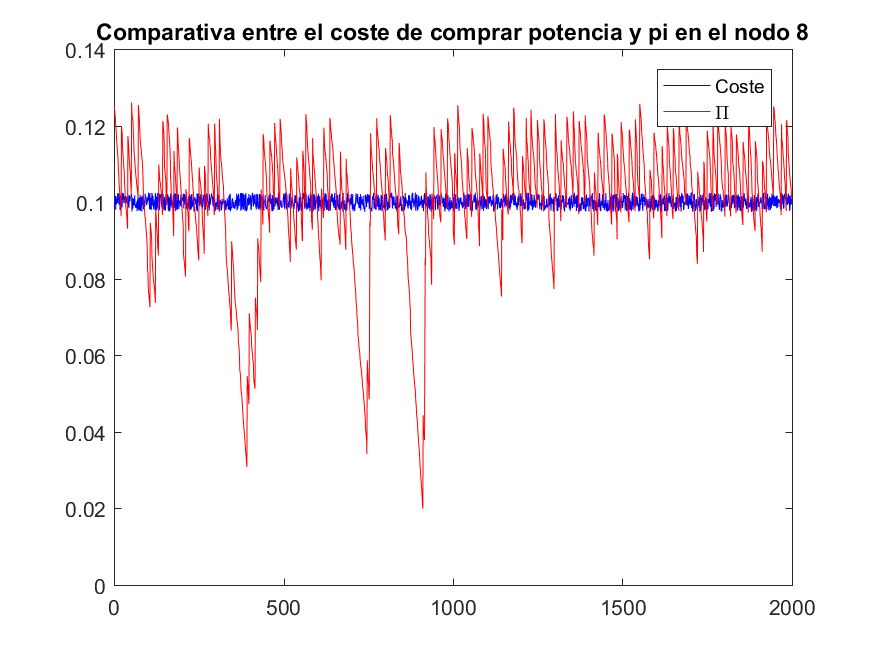 Comparativa entre el coste de comprar potencia y pi en el nodo 8
0.14
0.12
0.1
0.08
0.06
0.04
0.02
0
0 500 1000 1500 2000
Coste
Π